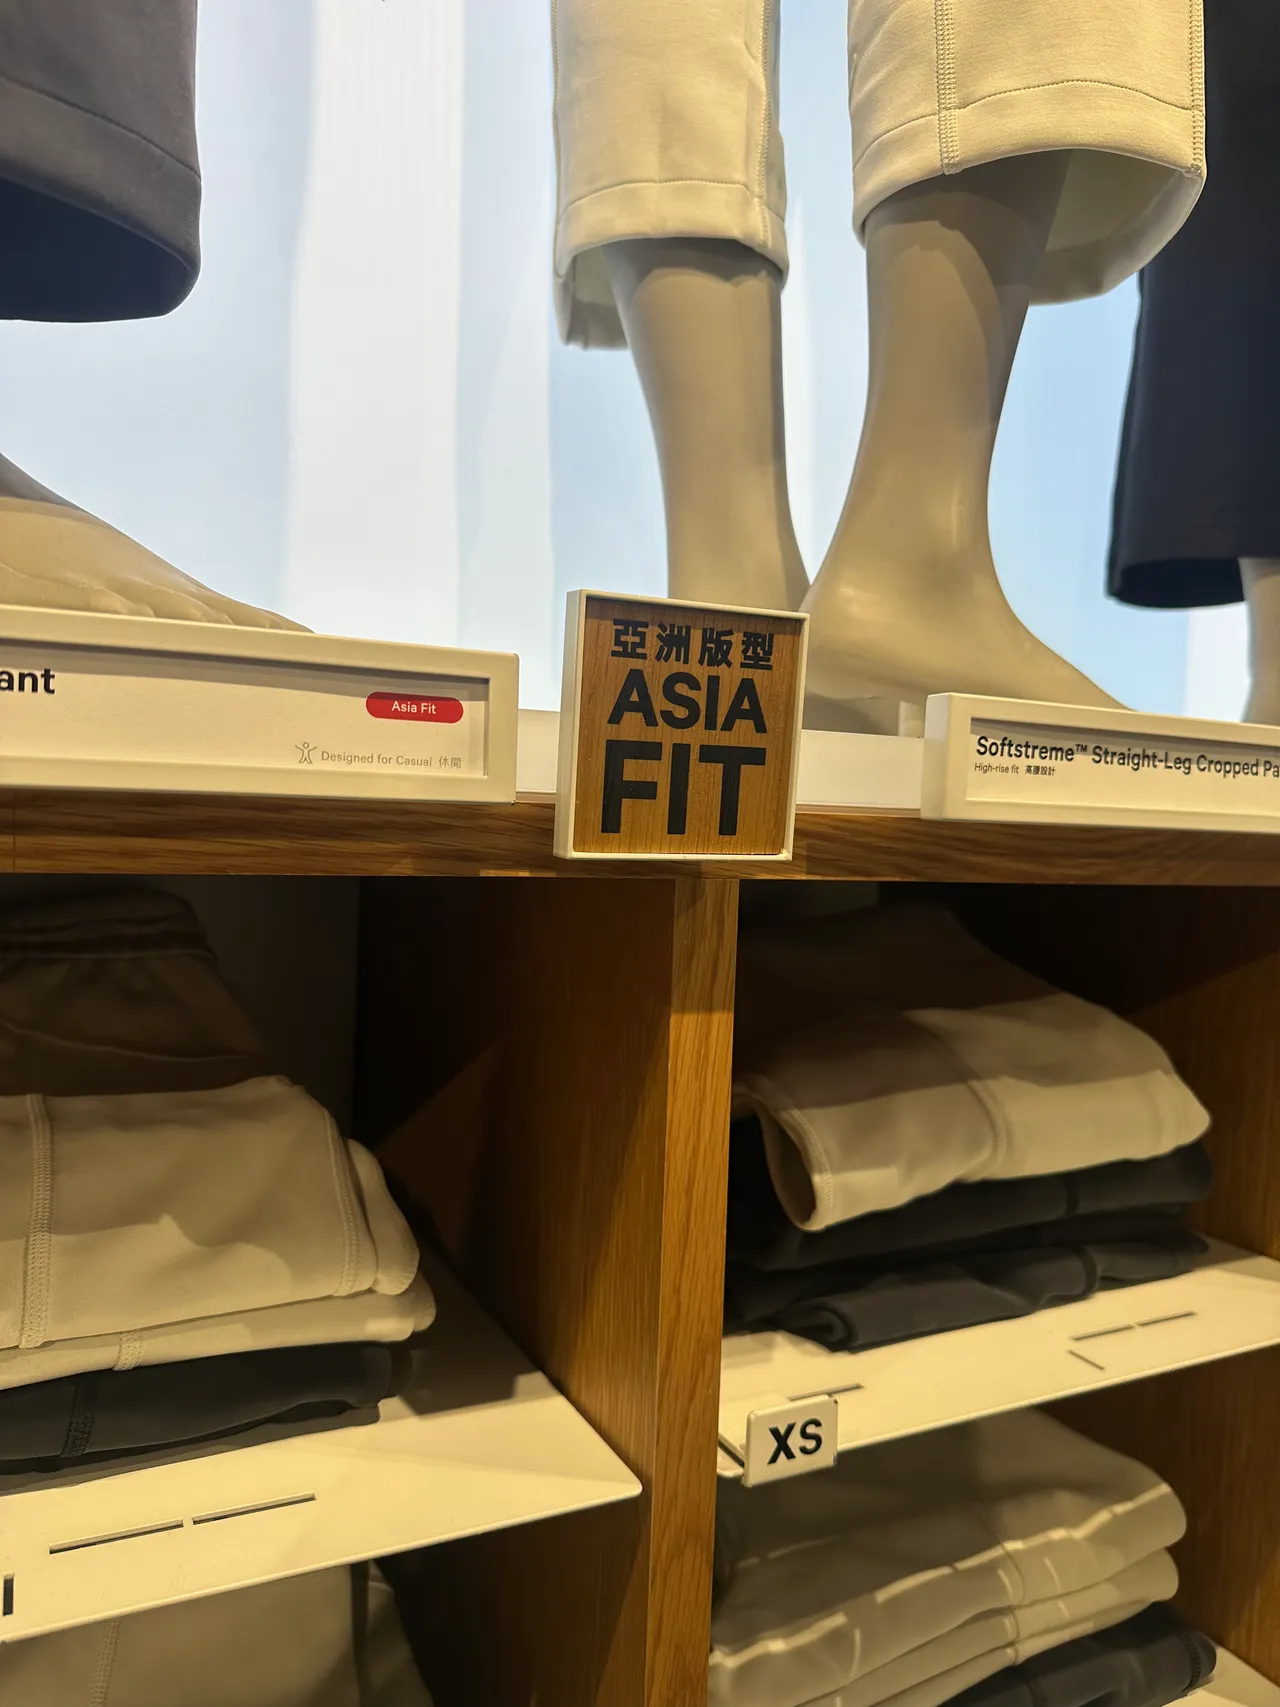 ant
Asia Fit
Designed for Casual 休閒
亞洲版型
ASIA
FIT
Softstreme™ Straight-Leg Cropped Pa
High-rise fit 高腰設計
XS